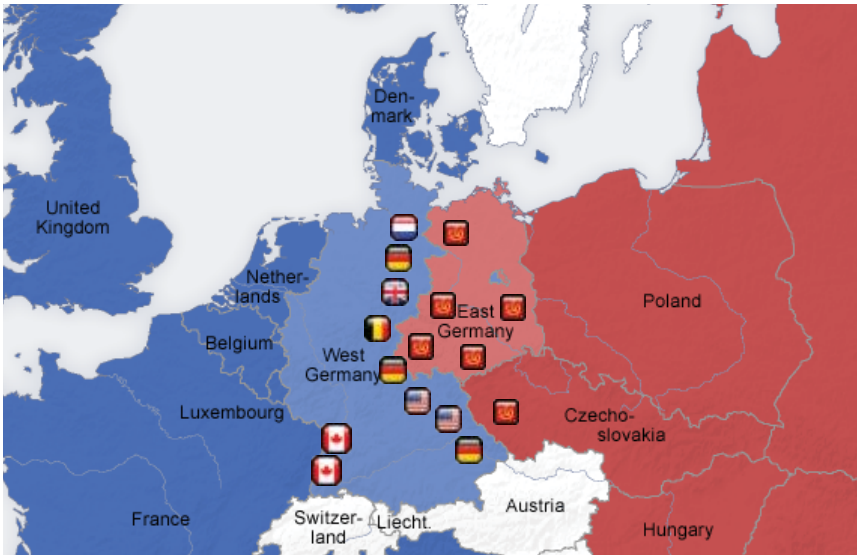 Den-
mark
United
Kingdom
Nether-
lands
Belgium
West
Germany
Luxembourg
East
Germany
Poland
Czecho-
slovakia
France
Switzer-
land
Liecht.
Austria
Hungary